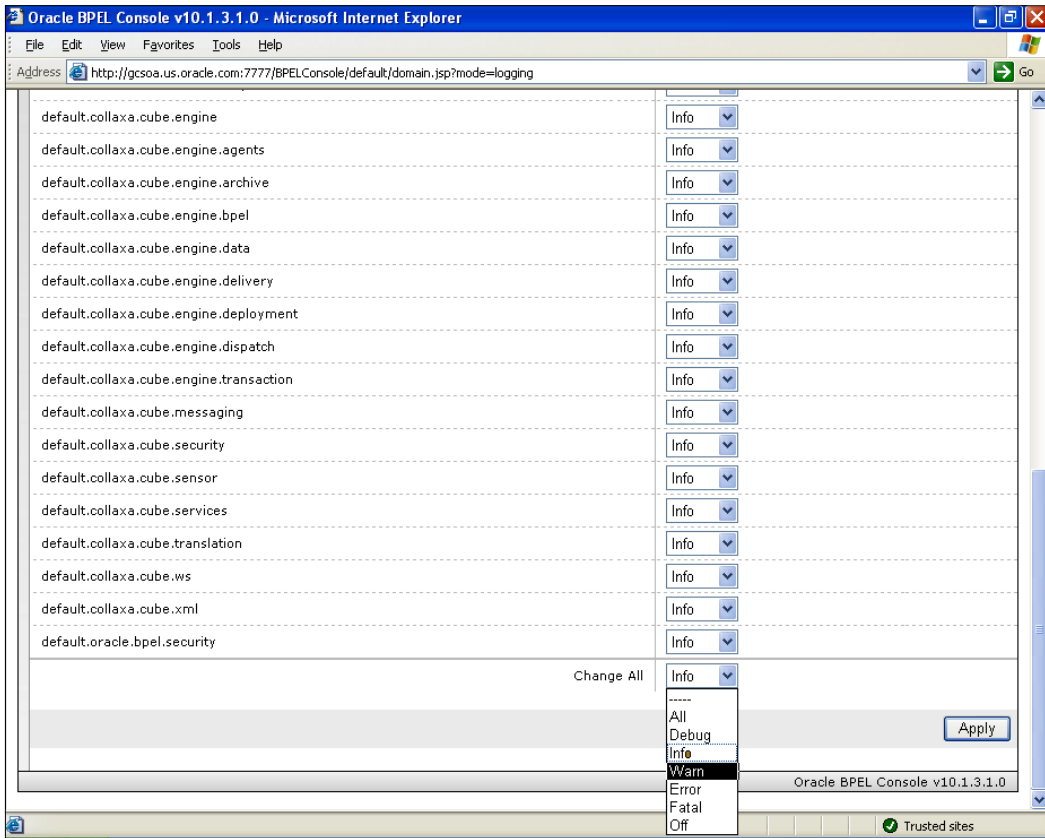 Oracle BPEL Console v10.1.3.1.0 - Microsoft Internet Explorer
File Edit View Favorites Tools Help
Address http://gcsoa.us.oracle.com:7777/BPELConsole/default/domain.jsp?mode=logging Go
default.collaxa.cube.engine Info
default.collaxa.cube.engine.agents Info
default.collaxa.cube.engine.archive Info
default.collaxa.cube.engine.bpel Info
default.collaxa.cube.engine.data Info
default.collaxa.cube.engine.delivery Info
default.collaxa.cube.engine.deployment Info
default.collaxa.cube.engine.dispatch Info
default.collaxa.cube.engine.transaction Info
default.collaxa.cube.messaging Info
default.collaxa.cube.security Info
default.collaxa.cube.sensor Info
default.collaxa.cube.services Info
default.collaxa.cube.translation Info
default.collaxa.cube.ws Info
default.collaxa.cube.xml Info
default.oracle.bpel.security Info
Change All Info
-----
All
Debug
Info
Warn
Error
Fatal
Off
Apply
Oracle BPEL Console v10.1.3.1.0
Trusted sites